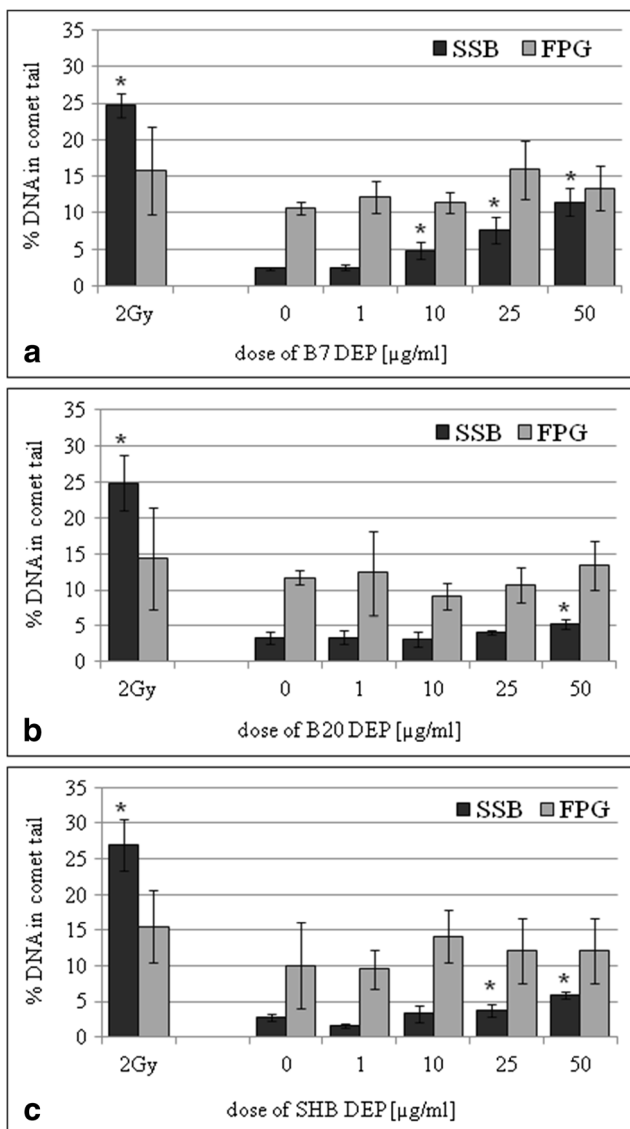 35
SSB FPG
30
*
25
20
*
15
*
*
10
5
0
% DNA in comet tail
2Gy 0 1 10 25 50
a dose of B7 DEP [µg/ml]
35
SSB FPG
30
*
25
20
15
10
*
5
0
% DNA in comet tail
2Gy 0 1 10 25 50
b dose of B20 DEP [µg/ml]
35
*
SSB FPG
30
25
20
15
10
* *
5
0
% DNA in comet tail
2Gy 0 1 10 25 50
c dose of SHB DEP [µg/ml]